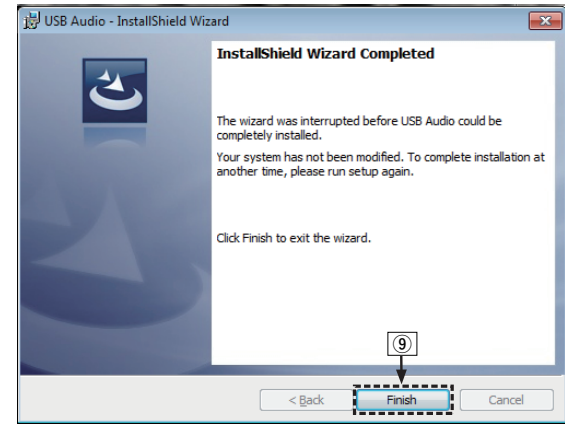 USB Audio - InstallShield Wizard
InstallShield Wizard Completed
The wizard was interrupted before USB Audio could be
completely installed.
Your system has not been modified. To complete installation at
another time, please run setup again.
Click Finish to exit the wizard.
⑨
< Back Finish Cancel